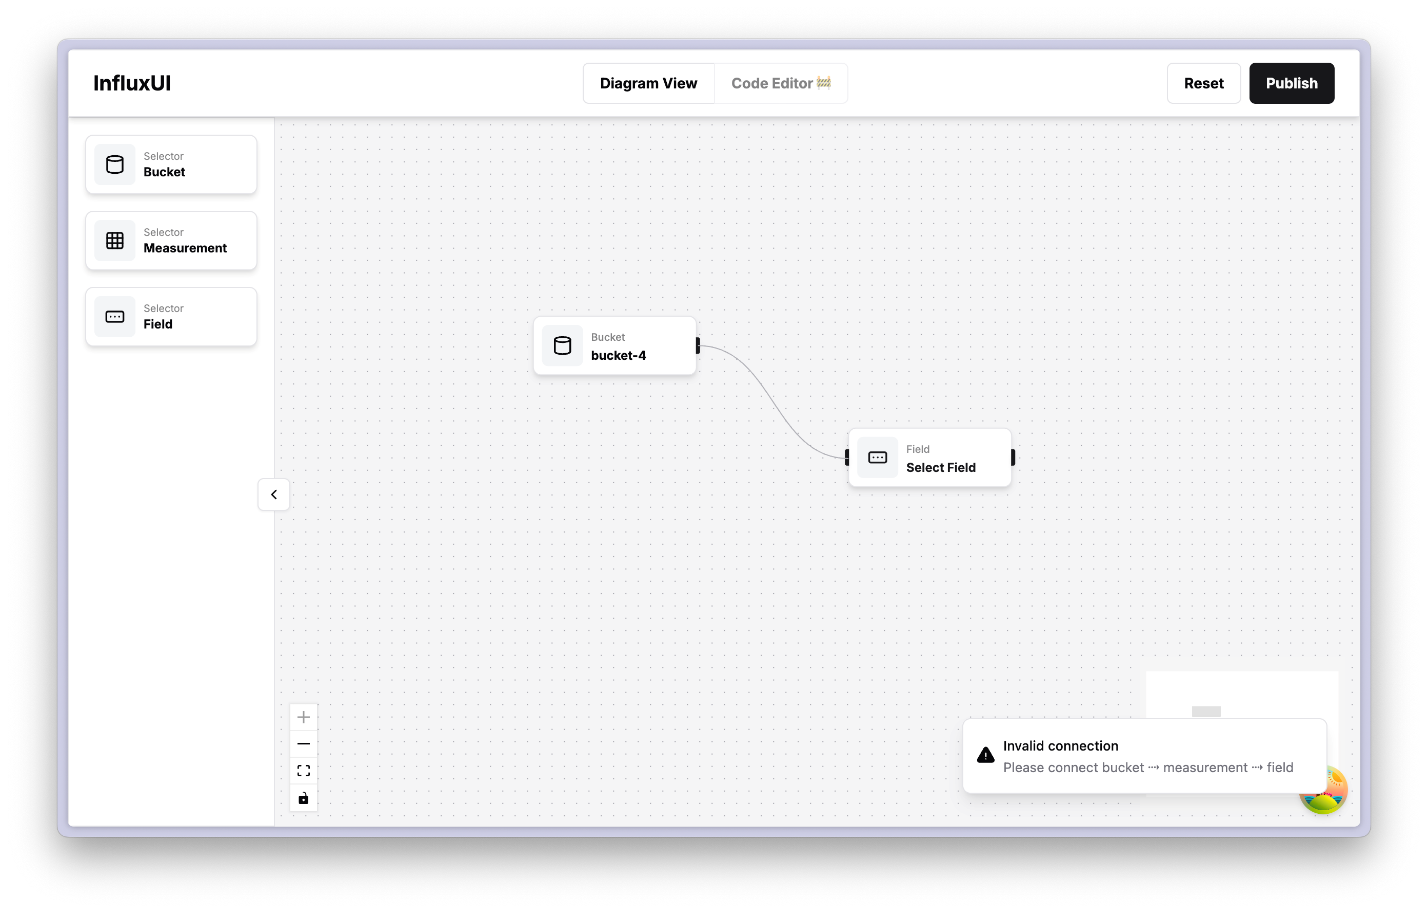 InfluxUI
Diagram View
Code Editor 🚧
Reset
Publish
Selector
Bucket
Selector
Measurement
Selector
Field
Bucket
bucket-4
Field
Select Field
Invalid connection
Please connect bucket ⤏ measurement ⤏ field